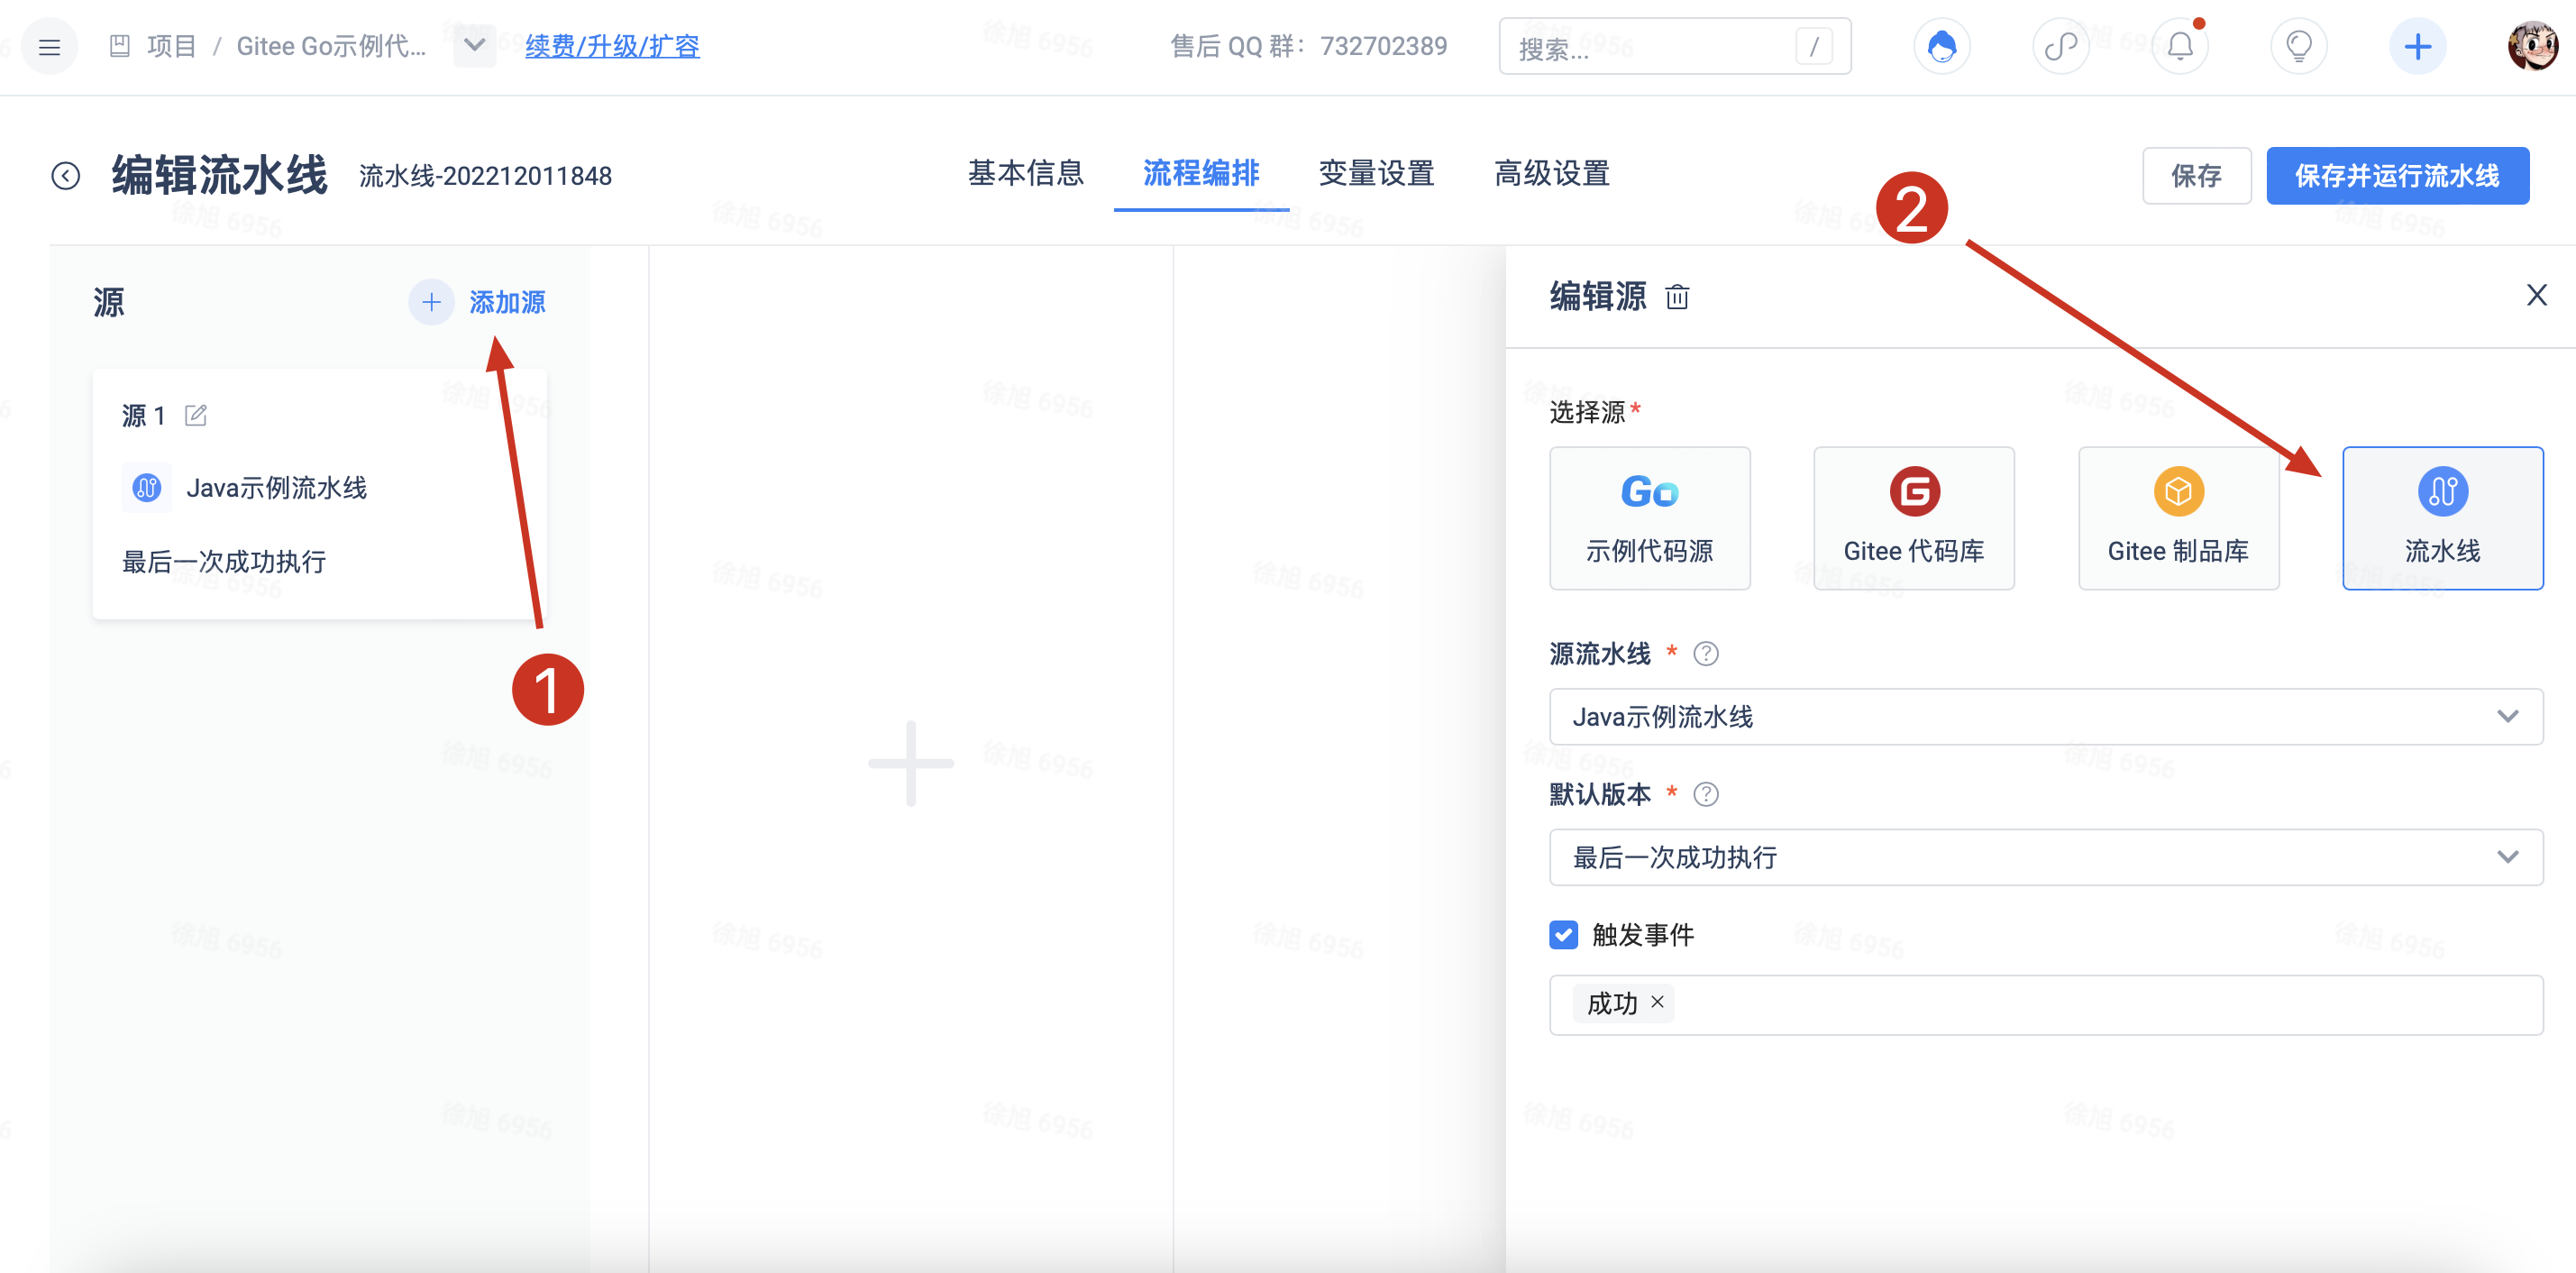 项目 / Gitee Go示例代... 续费/升级/扩容 售后 QQ 群：732702389 搜索... /
编辑流水线 流水线-202212011848 基本信息 流程编排 变量设置 高级设置 保存 保存并运行流水线
2
源 + 添加源
源 1
Java示例流水线
最后一次成功执行
1
编辑源
选择源*
Go 示例代码源
G Gitee 代码库
Gitee 制品库
流水线
源流水线 * ?
Java示例流水线
默认版本 * ?
最后一次成功执行
触发事件
成功 ×
徐旭 6956